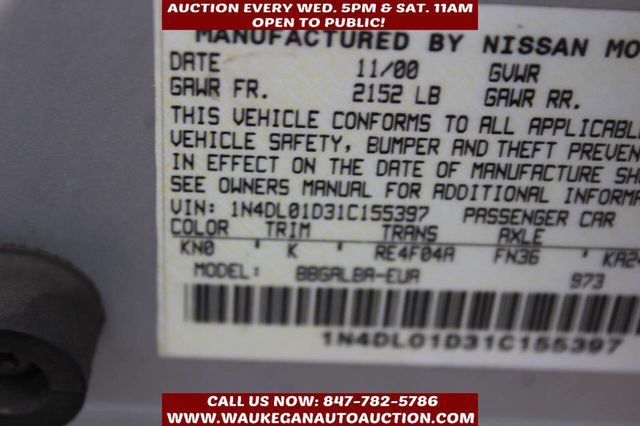 AUCTION EVERY WED. 5PM & SAT. 11AM
OPEN TO PUBLIC!
MANUFACTURED BY NISSAN MO
DATE 11/00 GVWR
GAWR FR. 2152 LB GAWR RR.
THIS VEHICLE CONFORMS TO ALL APPLICABL
VEHICLE SAFETY, BUMPER AND THEFT PREVEN
IN EFFECT ON THE DATE OF MANUFACTURE SH
SEE OWNERS MANUAL FOR ADDITIONAL INFORMA
VIN: 1N4DL01D31C155397 PASSENGER CAR
COLOR TRIM TRANS AXLE
KN0 ' K ' RE4F04A FN36 ' KA24
MODEL: BBGALBA-EUA 973
1N4DL01D31C155397
CALL US NOW: 847-782-5786
WWW.WAUKEGANAUTOAUCTION.COM